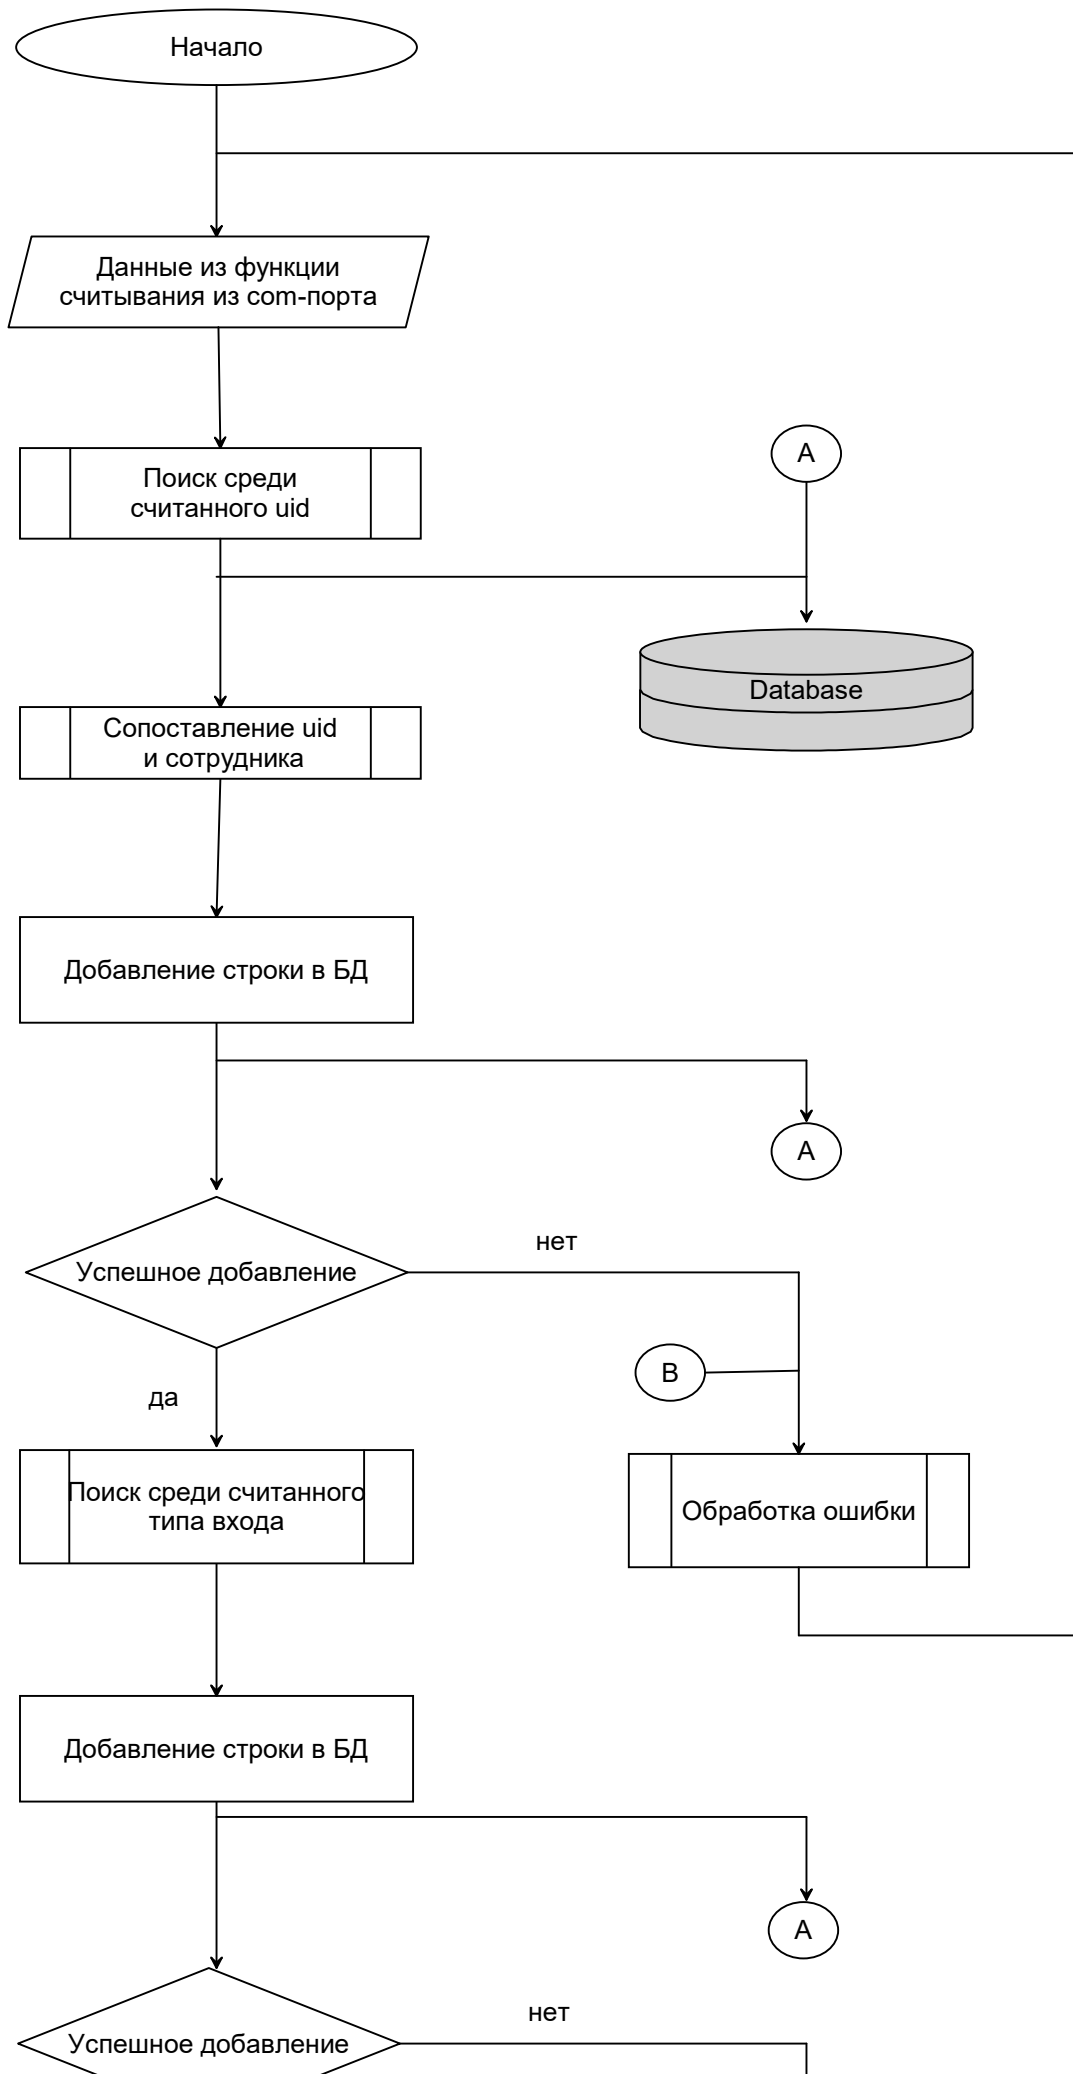 Начало
Данные из функции
считывания из com-порта
Поиск среди
считанного uid
A
Database
Сопоставление uid
и сотрудника
Добавление строки в БД
A
Успешное добавление
нет
B
да
Поиск среди считанного
типа входа
Обработка ошибки
Добавление строки в БД
A
Успешное добавление
нет